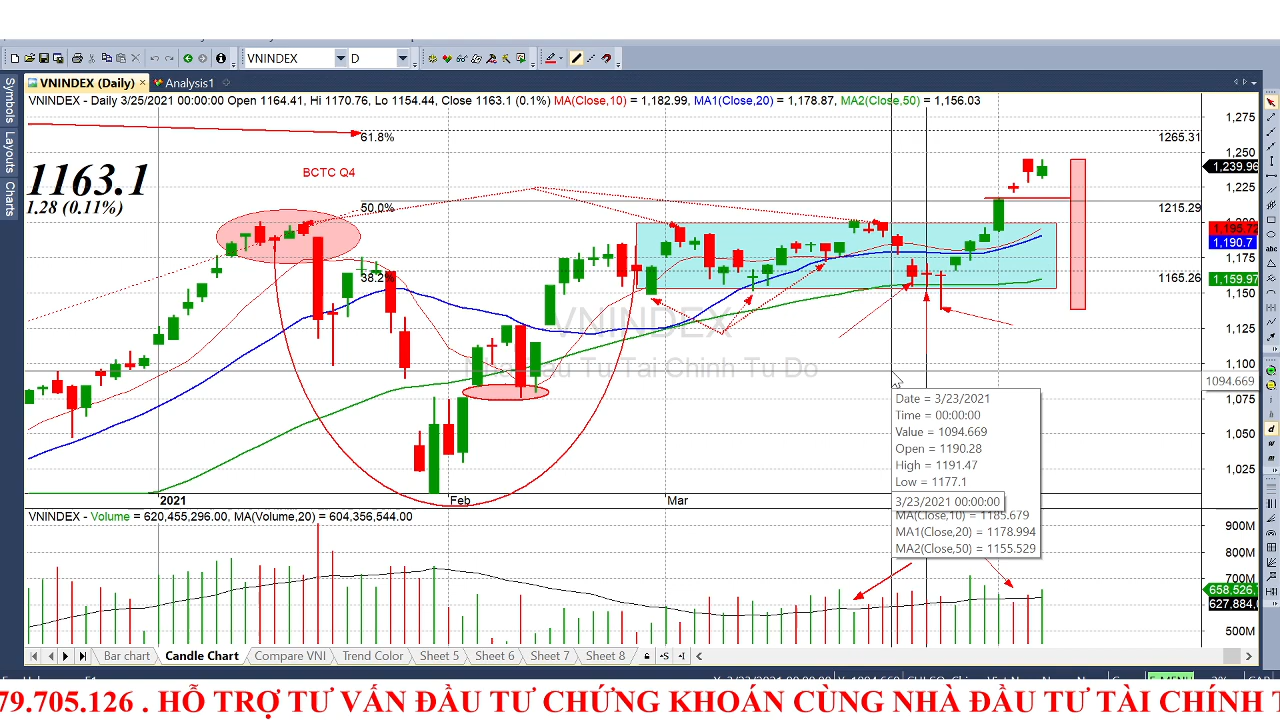 VNINDEX
D
VNINDEX (Daily)
Analysis1
Symbols
Layouts
Charts
VNINDEX - Daily 3/25/2021 00:00:00 Open 1164.41, Hi 1170.76, Lo 1154.44, Close 1163.1 (0.1%) MA(Close,10) = 1,182.99, MA1(Close,20) = 1,178.87, MA2(Close,50) = 1,156.03
1163.1
1.28 (0.11%)
BCTC Q4
61.8%
50.0%
38.2%
1265.31
1215.29
1165.26
1,275
1,250
1,239.96
1,225
1,190.7
1,175
1,159.97
1,150
1,125
1,100
1094.669
1,075
1,050
1,025
VNINDEX
Tu Tai Chinh Tu Do
Date = 3/23/2021
Time = 00:00:00
Value = 1094.669
Open = 1190.28
High = 1191.47
Low = 1177.1
3/23/2021 00:00:00
MA(Close,10) = 1185.679
MA1(Close,20) = 1178.994
MA2(Close,50) = 1155.529
2021
Feb
Mar
VNINDEX - Volume = 620,455,296.00, MA(Volume,20) = 604,356,544.00
900M
800M
700M
658,526,
627,884,
500M
Bar chart
Candle Chart
Compare VNI
Trend Color
Sheet 5
Sheet 6
Sheet 7
Sheet 8
79.705.126 . HỖ TRỢ TƯ VẤN ĐẦU TƯ CHỨNG KHOÁN CÙNG NHÀ ĐẦU TƯ TÀI CHÍNH T